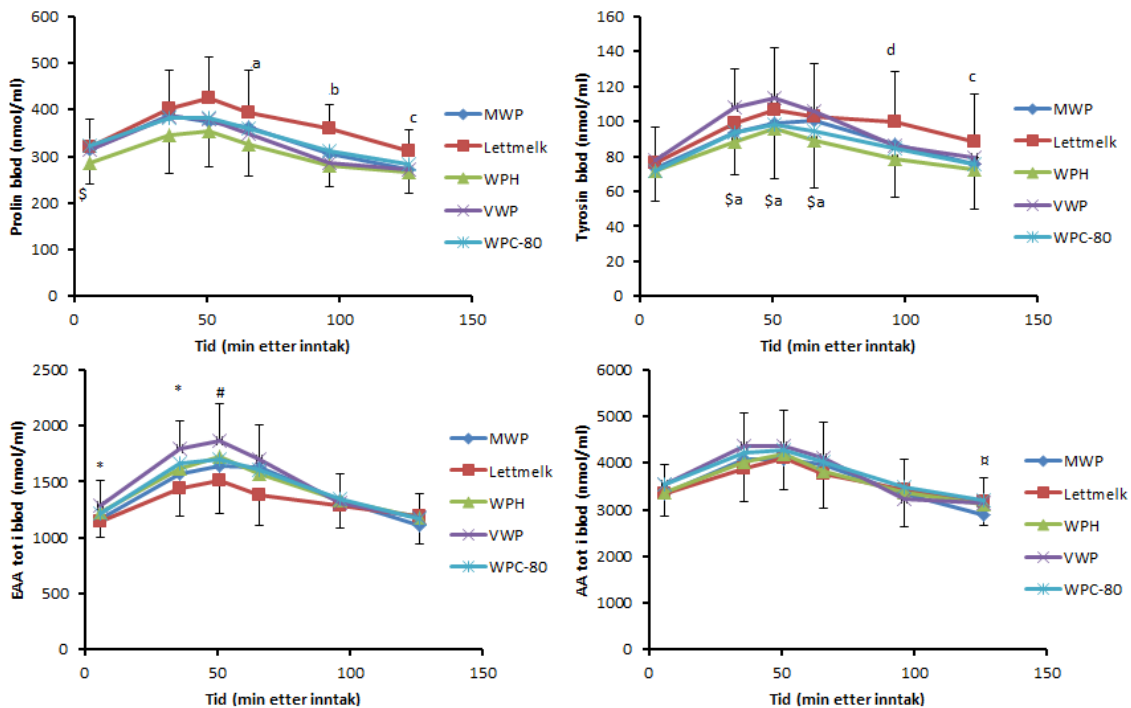 600
500
400
300
200
100
0
Prolin blod (nmol/ml)
$
a
b
c
0 50 100 150
Tid (min etter inntak)
MWP
Lettmelk
WPH
VWP
WPC-80
160
140
120
100
80
60
40
20
0
Tyrosin blod (nmol/ml)
d
c
$a $a $a
0 50 100 150
Tid (min etter inntak)
MWP
Lettmelk
WPH
VWP
WPC-80
2500
2000
1500
1000
500
0
EAA tot i blod (nmol/ml)
* * #
0 50 100 150
Tid (min etter inntak)
MWP
Lettmelk
WPH
VWP
WPC-80
6000
5000
4000
3000
2000
1000
0
AA tot i blod (nmol/ml)
¤
0 50 100 150
Tid (min etter inntak)
MWP
Lettmelk
WPH
VWP
WPC-80